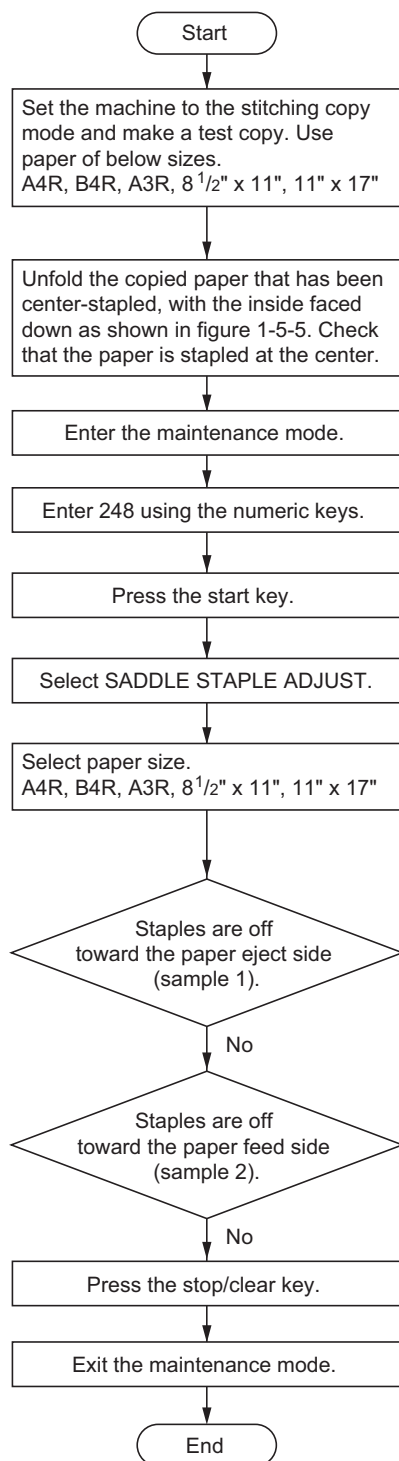 Start
Set the machine to the stitching copy
mode and make a test copy. Use
paper of below sizes.
A4R, B4R, A3R, 8 1/2" x 11", 11" x 17"
Unfold the copied paper that has been
center-stapled, with the inside faced
down as shown in figure 1-5-5. Check
that the paper is stapled at the center.
Enter the maintenance mode.
Enter 248 using the numeric keys.
Press the start key.
Select SADDLE STAPLE ADJUST.
Select paper size.
A4R, B4R, A3R, 8 1/2" x 11", 11" x 17"
Staples are off
toward the paper eject side
(sample 1).
No
Staples are off
toward the paper feed side
(sample 2).
No
Press the stop/clear key.
Exit the maintenance mode.
End